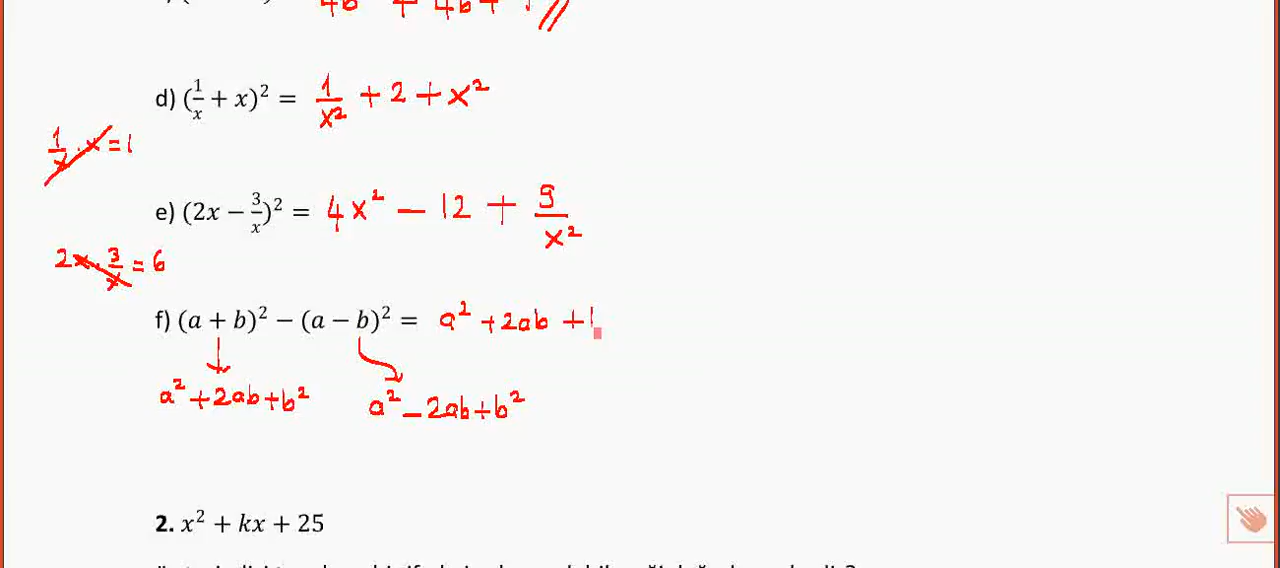 d) (1/x + x)² = 1/x² + 2 + x²
1/x · x = 1
e) (2x − 3/x)² = 4x² − 12 + 9/x²
2x · 3/x = 6
f) (a + b)² − (a − b)² = a² + 2ab +
a² + 2ab + b² a² − 2ab + b²
2. x² + kx + 25